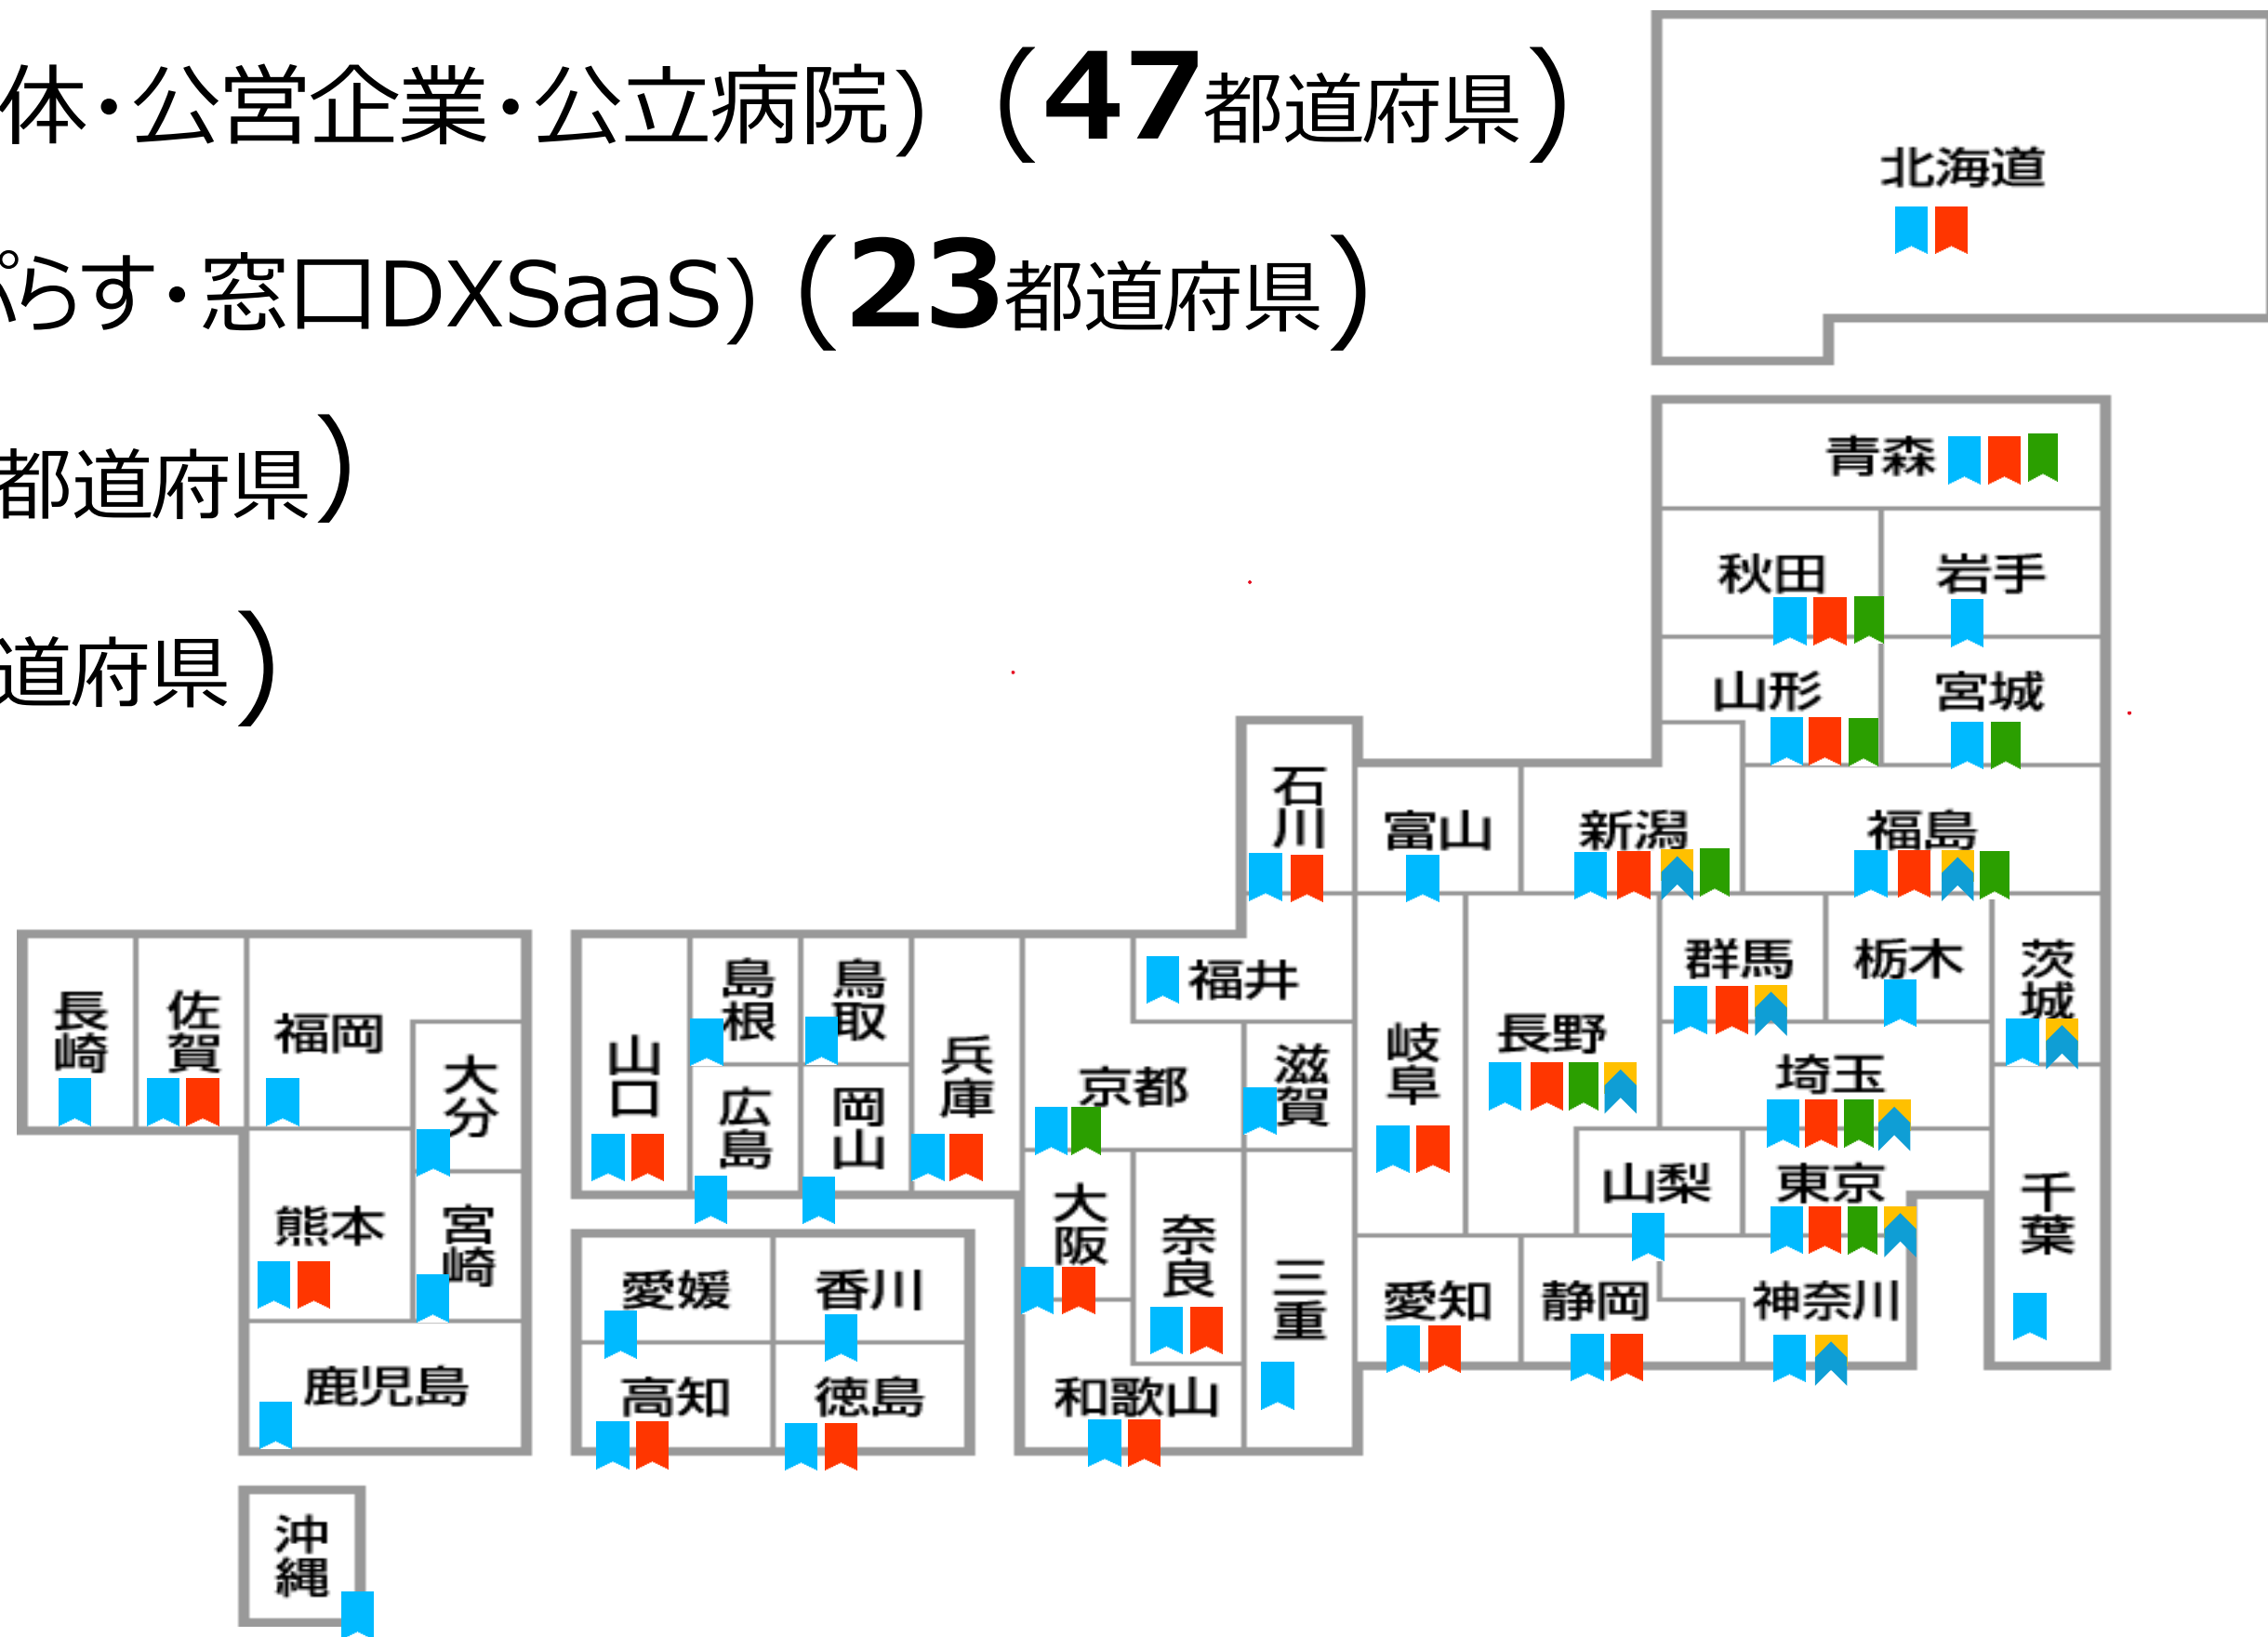 体・公営企業・公立病院) (47都道府県)
ぷらす・窓口DXSaaS) (23都道府県)
都道府県)
道府県)
北海道
青森
秋田
岩手
山形
宮城
石川
富山
新潟
福島
群馬
栃木
茨城
福井
長崎
佐賀
福岡
大分
山口
島根
鳥取
兵庫
京都
滋賀
岐阜
長野
埼玉
広島
岡山
山梨
東京
千葉
熊本
宮崎
大阪
奈良
三重
愛媛
香川
愛知
静岡
神奈川
鹿児島
高知
徳島
和歌山
沖縄